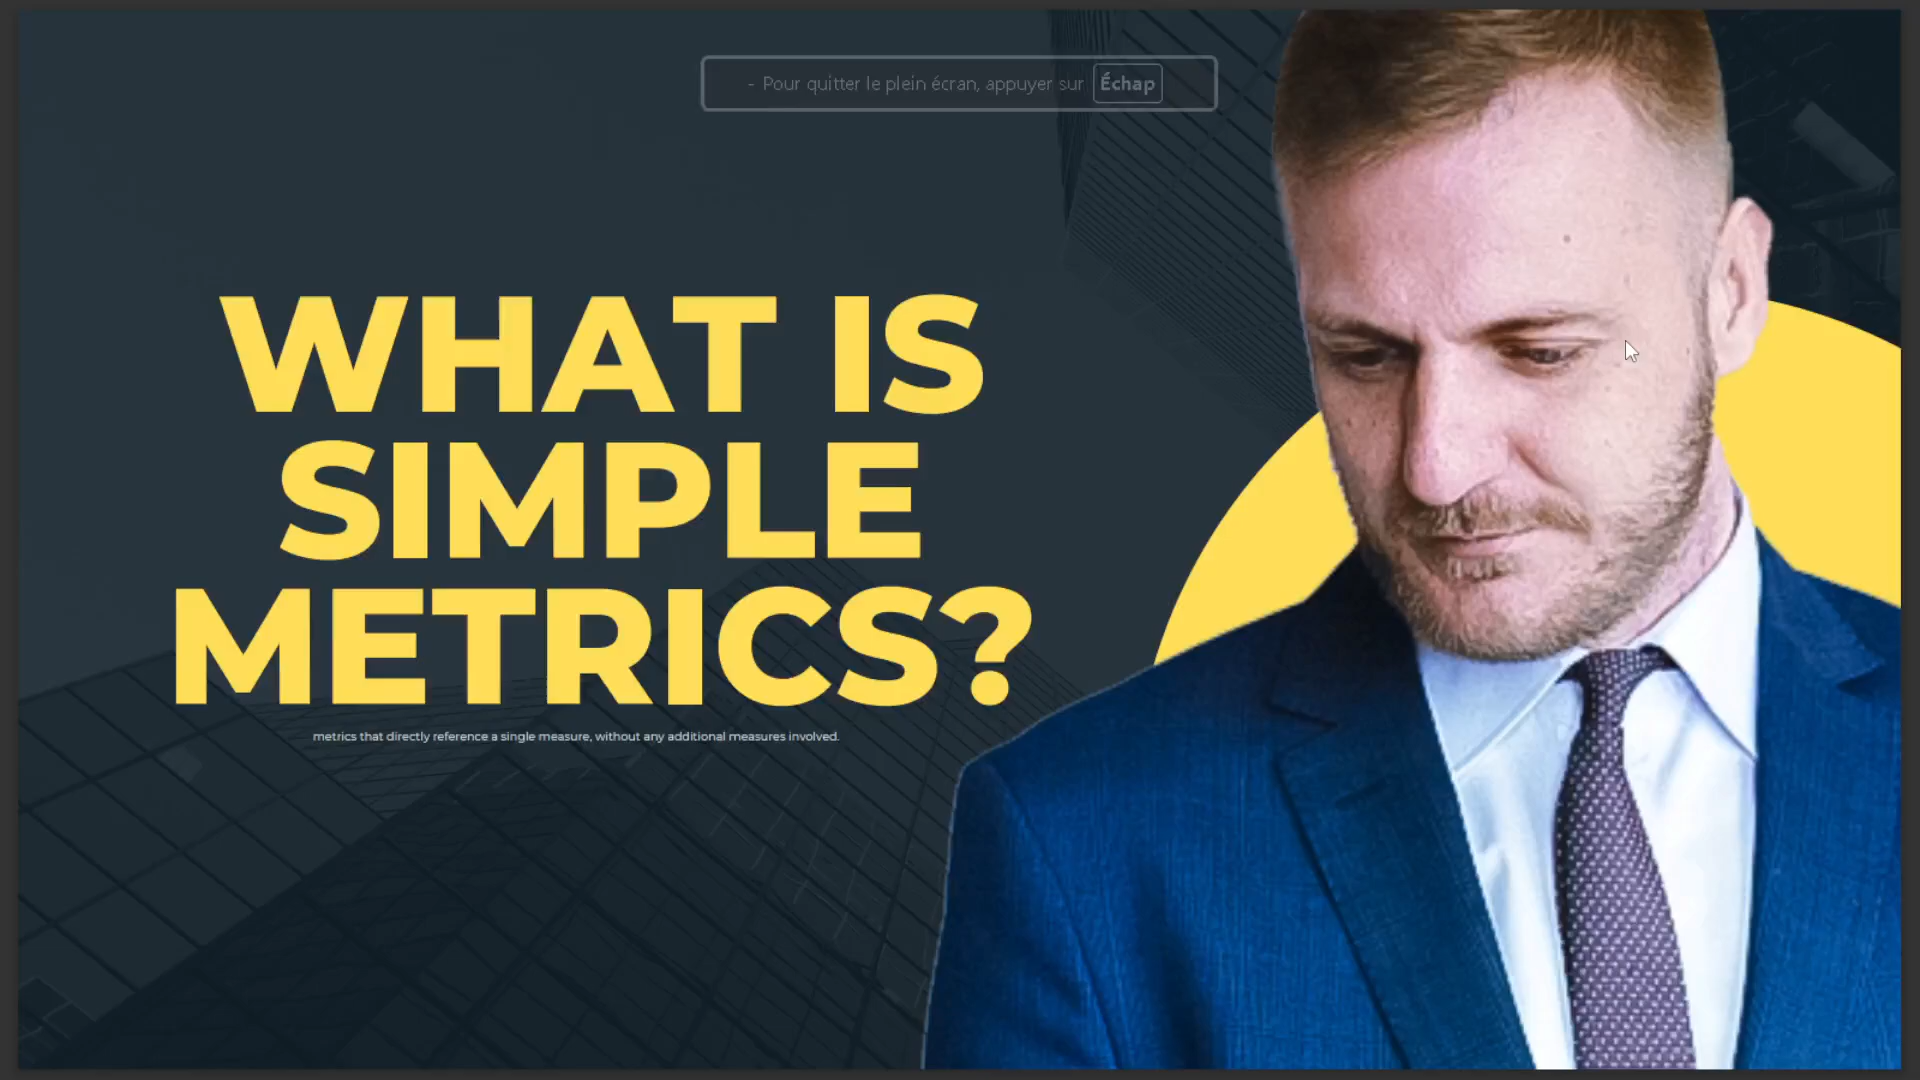 - Pour quitter le plein écran, appuyer sur Échap
WHAT IS
SIMPLE
METRICS?
metrics that directly reference a single measure, without any additional measures involved.